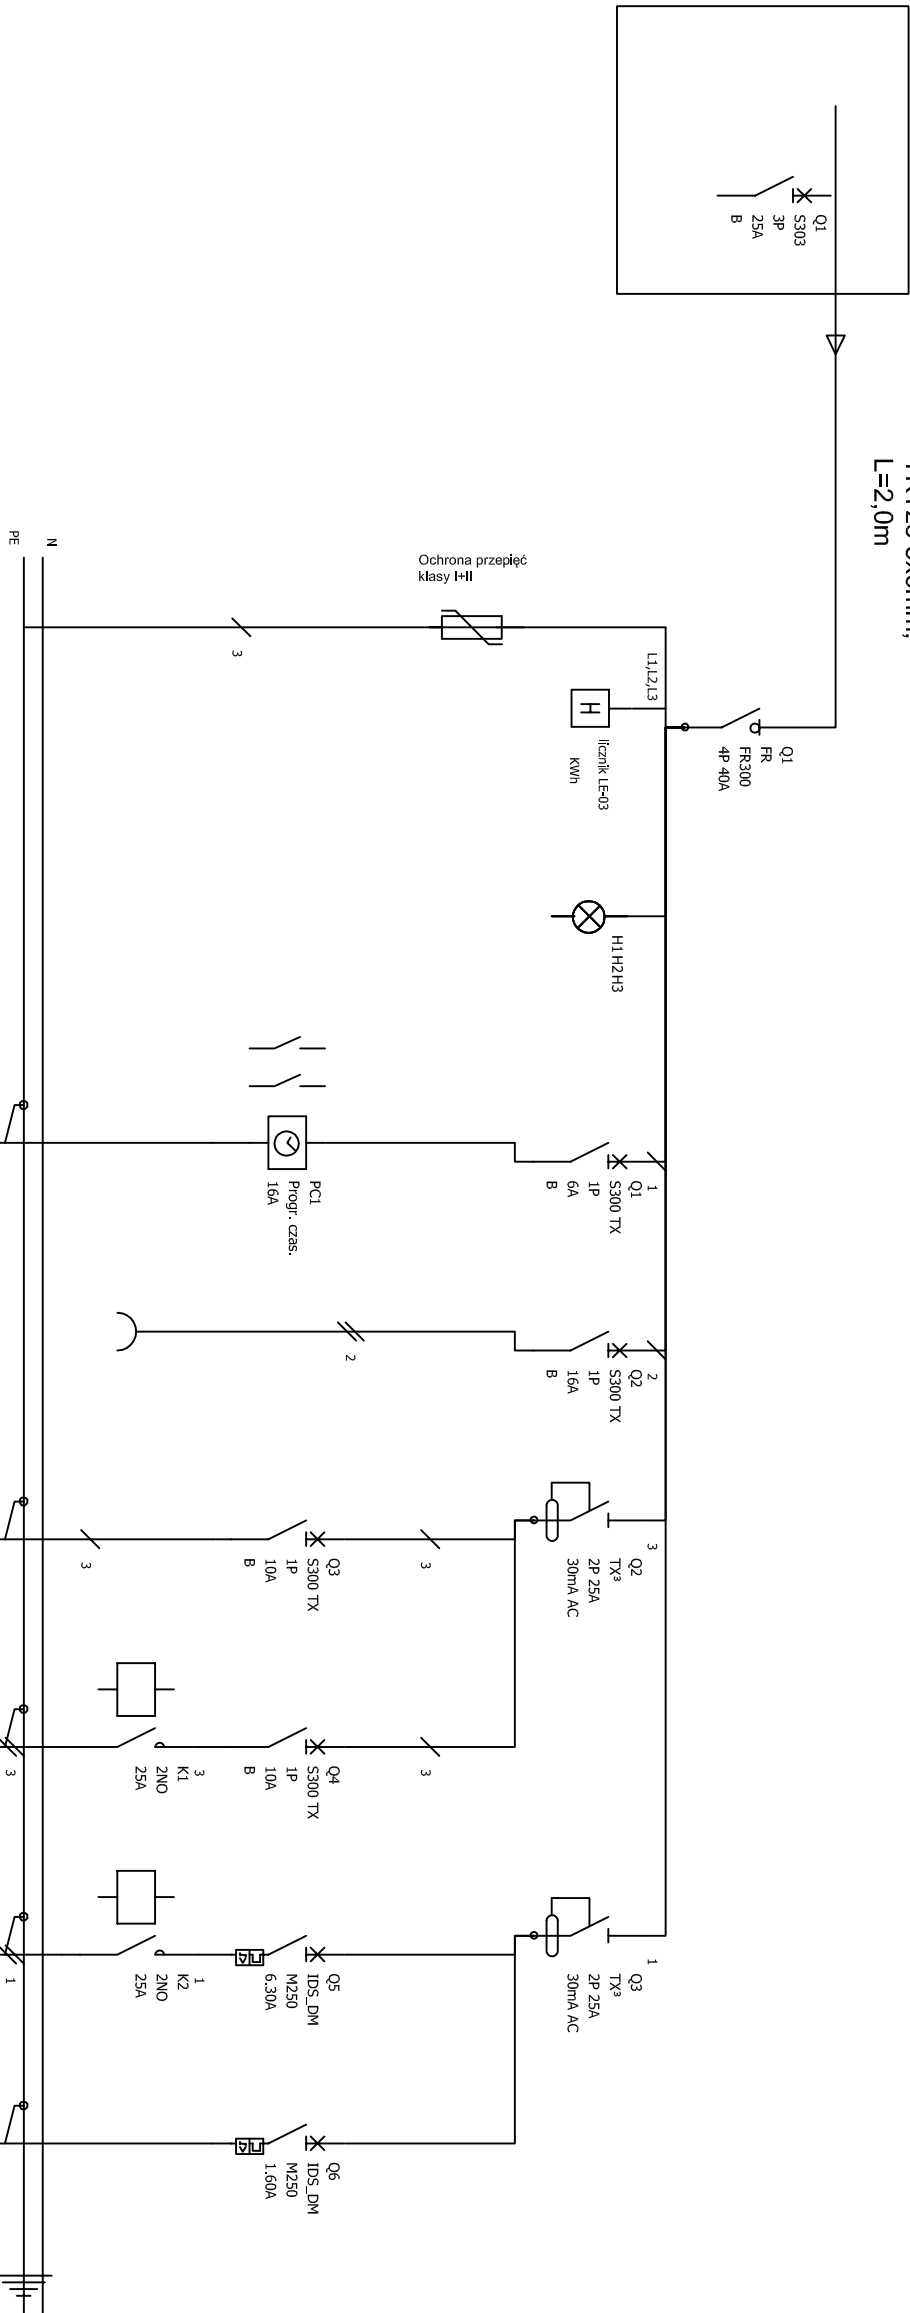 Q1
S303
3P
25A
B
L=2,0m
N
PE
Ochrona przepięć
klasy I+II
3
L1,L2,L3
H
licznik LE-03
KWh
Q1
FR
FR300
4P 40A
H1H2H3
1
Q1
S300 TX
1P
6A
B
PC1
Progr. czas.
16A
2
Q2
S300 TX
1P
16A
B
2
3
Q2
TX³
2P 25A
30mA AC
3
Q3
S300 TX
1P
10A
B
3
3
Q4
S300 TX
1P
10A
B
3
K1
2NO
25A
3
1
Q3
TX³
2P 25A
30mA AC
Q5
IDS_DM
M250
6.30A
1
K2
2NO
25A
1
Q6
IDS_DM
M250
1.60A